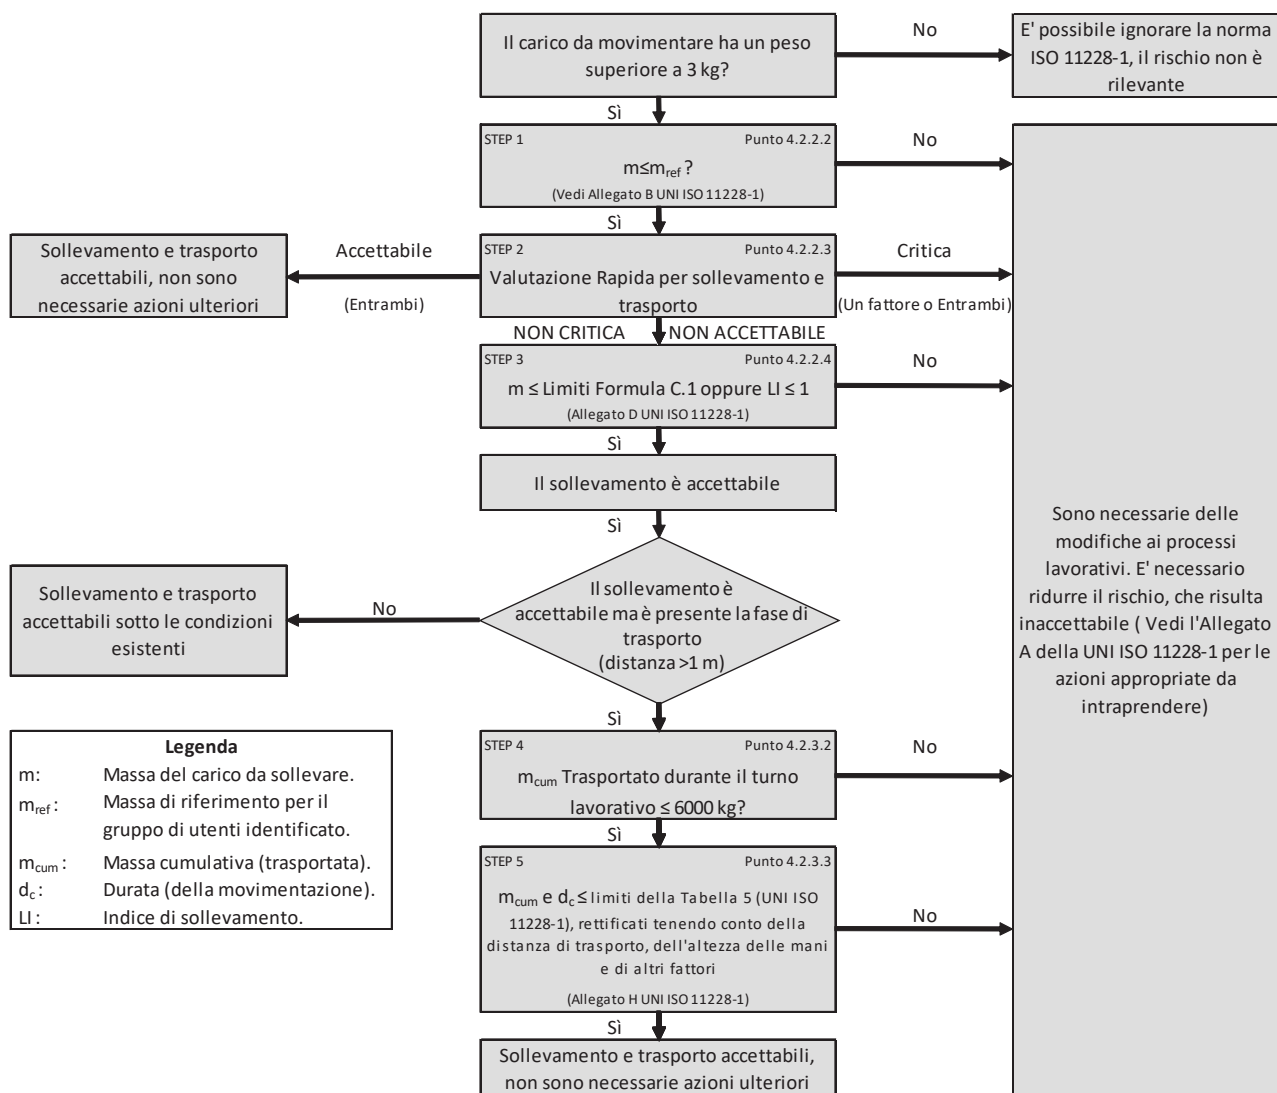 Il carico da movimentare ha un peso
superiore a 3 kg?
No
E' possibile ignorare la norma
ISO 11228-1, il rischio non è
rilevante
Sì
STEP 1 Punto 4.2.2.2
m≤mref ?
(Vedi Allegato B UNI ISO 11228-1)
No
Sì
Sollevamento e trasporto
accettabili, non sono
necessarie azioni ulteriori
Accettabile
(Entrambi)
STEP 2 Punto 4.2.2.3
Valutazione Rapida per sollevamento e
trasporto
Critica
(Un fattore o Entrambi)
NON CRITICA NON ACCETTABILE
STEP 3 Punto 4.2.2.4
m ≤ Limiti Formula C.1 oppure LI ≤ 1
(Allegato D UNI ISO 11228-1)
No
Sì
Il sollevamento è accettabile
Sì
Il sollevamento è
accettabile ma è presente la fase di
trasporto
(distanza >1 m)
No
Sollevamento e trasporto
accettabili sotto le condizioni
esistenti
Sono necessarie delle
modifiche ai processi
lavorativi. E' necessario
ridurre il rischio, che risulta
inaccettabile ( Vedi l'Allegato
A della UNI ISO 11228-1 per le
azioni appropriate da
intraprendere)
Sì
STEP 4 Punto 4.2.3.2
mcum Trasportato durante il turno
lavorativo ≤ 6000 kg?
No
Sì
STEP 5 Punto 4.2.3.3
mcum e dc ≤ limiti della Tabella 5 (UNI ISO
11228-1), rettificati tenendo conto della
distanza di trasporto, dell'altezza delle mani
e di altri fattori
(Allegato H UNI ISO 11228-1)
No
Sì
Sollevamento e trasporto accettabili,
non sono necessarie azioni ulteriori
Legenda
m: Massa del carico da sollevare.
mref : Massa di riferimento per il
gruppo di utenti identificato.
mcum : Massa cumulativa (trasportata).
dc : Durata (della movimentazione).
LI : Indice di sollevamento.